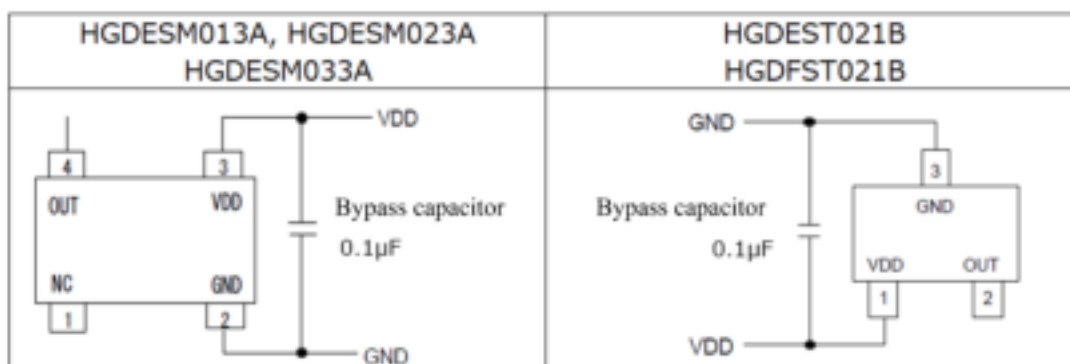 HGDESM013A, HGDESM023A
HGDESM033A
VDD
4
3
OUT
VDD
Bypass capacitor
0.1μF
NC
GND
1
2
GND
HGDEST021B
HGDFST021B
GND
3
GND
Bypass capacitor
0.1μF
VDD
OUT
1
2
VDD